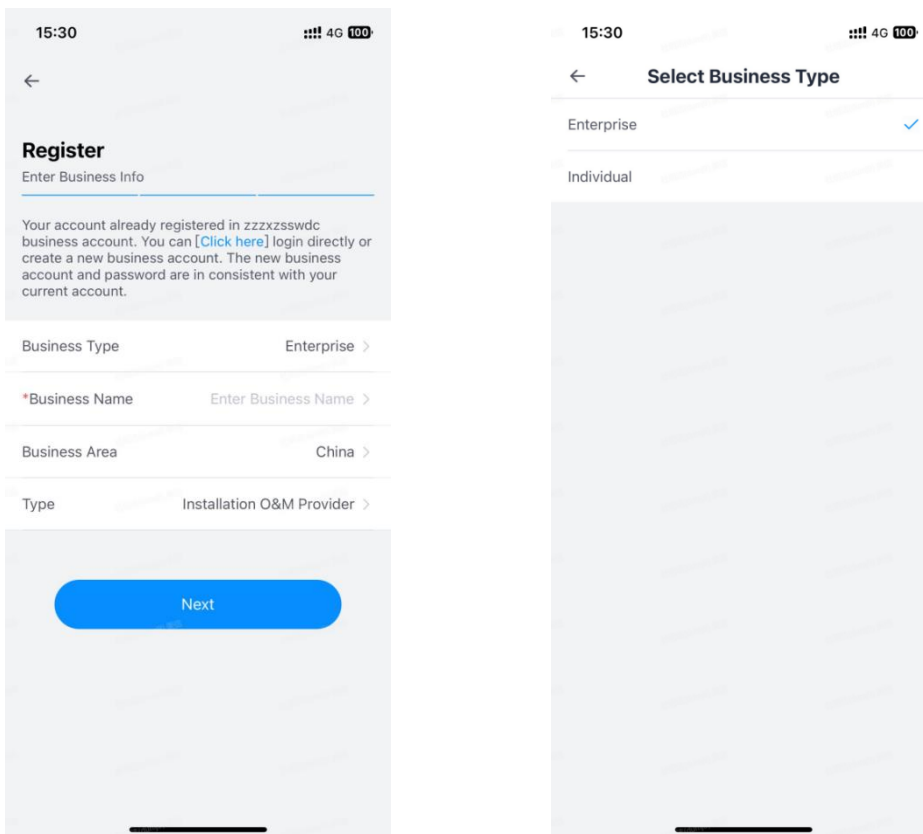 15:30
4G 100
Register
Enter Business Info
Your account already registered in zzzxzsswdc
business account. You can [Click here] login directly or
create a new business account. The new business
account and password are in consistent with your
current account.
Business Type Enterprise
*Business Name Enter Business Name
Business Area China
Type Installation O&M Provider
Next
15:30
4G 100
Select Business Type
Enterprise
Individual